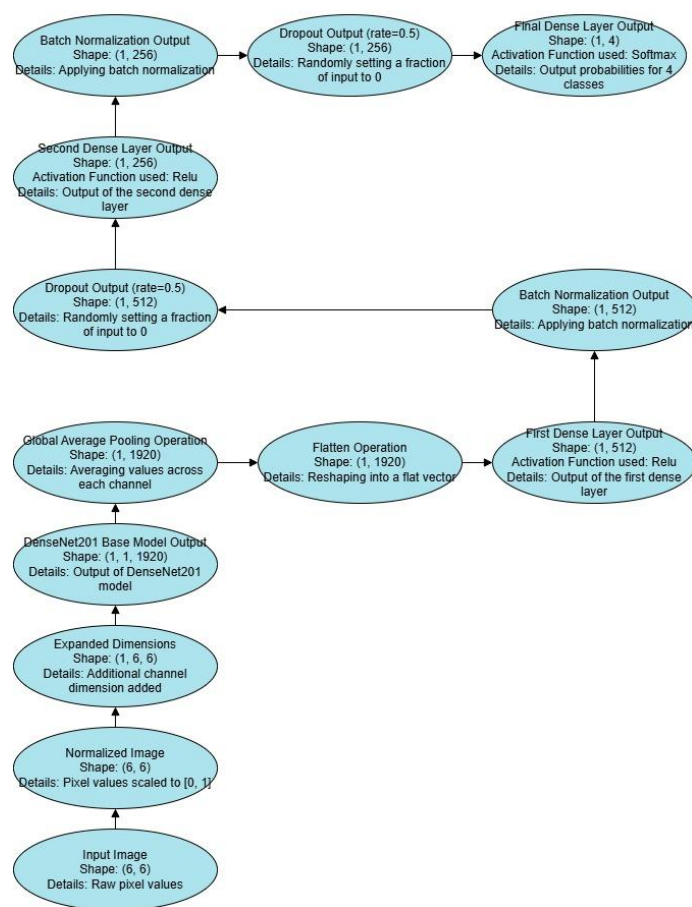 Batch Normalization Output
Shape: (1, 256)
Details: Applying batch normalization
Dropout Output (rate=0.5)
Shape: (1, 256)
Details: Randomly setting a fraction
of input to 0
Final Dense Layer Output
Shape: (1, 4)
Activation Function used: Softmax
Details: Output probabilities for 4
classes
Second Dense Layer Output
Shape: (1, 256)
Activation Function used: Relu
Details: Output of the second dense
layer
Dropout Output (rate=0.5)
Shape: (1, 512)
Details: Randomly setting a fraction
of input to 0
Batch Normalization Output
Shape: (1, 512)
Details: Applying batch normalization
Global Average Pooling Operation
Shape: (1, 1920)
Details: Averaging values across
each channel
Flatten Operation
Shape: (1, 1920)
Details: Reshaping into a flat vector
First Dense Layer Output
Shape: (1, 512)
Activation Function used: Relu
Details: Output of the first dense
layer
DenseNet201 Base Model Output
Shape: (1, 1, 1920)
Details: Output of DenseNet201
model
Expanded Dimensions
Shape: (1, 6, 6)
Details: Additional channel
dimension added
Normalized Image
Shape: (6, 6)
Details: Pixel values scaled to [0, 1]
Input Image
Shape: (6, 6)
Details: Raw pixel values